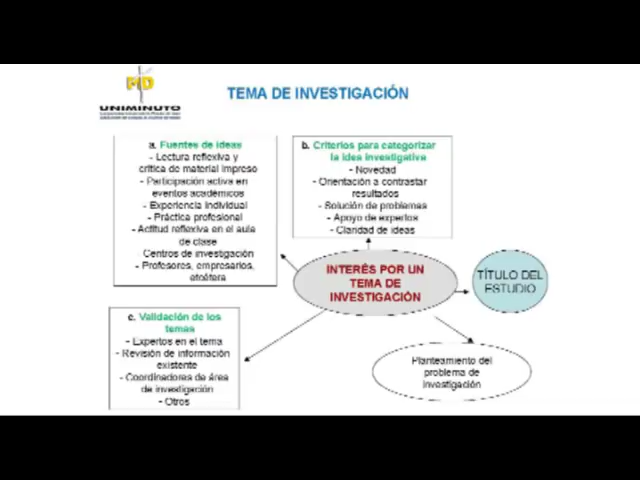 UNIMINUTO
TEMA DE INVESTIGACIÓN
a. Fuentes de ideas
- Lectura reflexiva y
crítica de material impreso
- Participación activa en
eventos académicos
- Experiencia individual
- Práctica profesional
- Actitud reflexiva en el aula
de clase
Centros de investigación
- Profesores, empresarios,
etcétera
b. Criterios para categorizar
la idea investigativa
- Novedad
- Orientación a contrastar
resultados
- Solución de problemas
- Apoyo de expertos
- Claridad de ideas
INTERÉS POR UN
TEMA DE
INVESTIGACIÓN
TÍTULO DEL
ESTUDIO
c. Validación de los
temas
- Expertos en el tema
- Revisión de información
existente
- Coordinadores de área
de investigación
- Otros
Planteamiento del
problema de
investigación